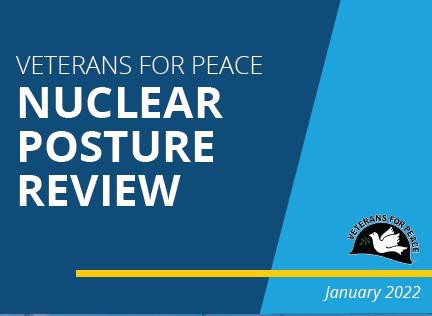 VETERANS FOR PEACE
NUCLEAR
POSTURE
REVIEW
VETERANS FOR PEACE
January 2022